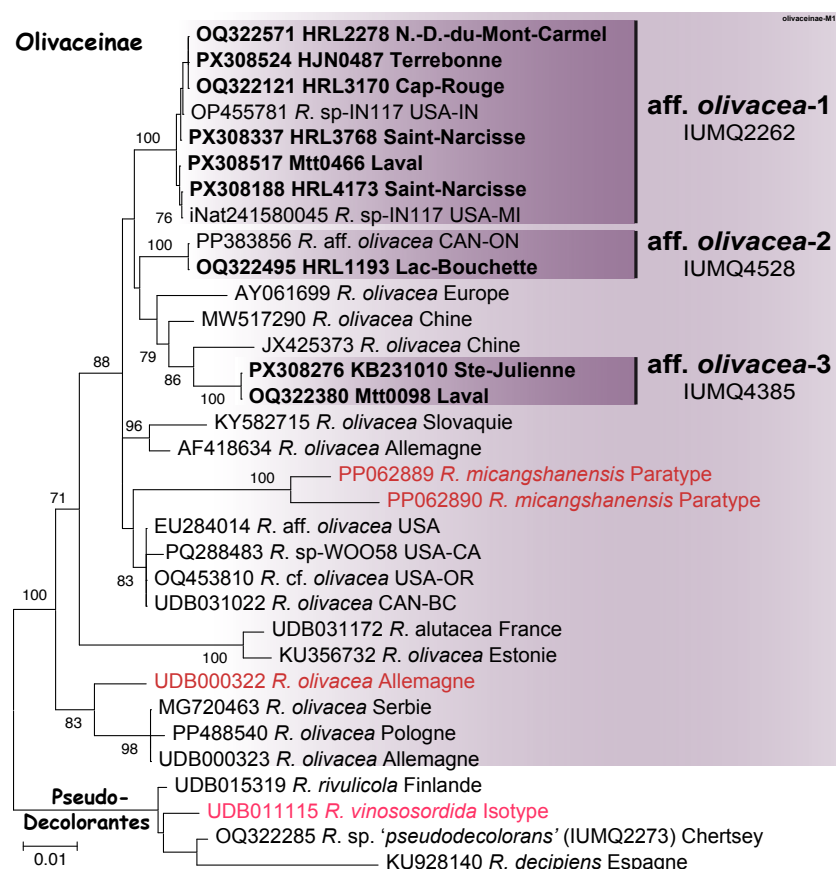 olivaceinae-M1
Olivaceinae
OQ322571 HRL2278 N.-D.-du-Mont-Carmel
PX308524 HJN0487 Terrebonne
OQ322121 HRL3170 Cap-Rouge
OP455781 R. sp-IN117 USA-IN
PX308337 HRL3768 Saint-Narcisse
PX308517 Mtt0466 Laval
PX308188 HRL4173 Saint-Narcisse
iNat241580045 R. sp-IN117 USA-MI
aff. olivacea-1
IUMQ2262
100
76
PP383856 R. aff. olivacea CAN-ON
OQ322495 HRL1193 Lac-Bouchette
aff. olivacea-2
IUMQ4528
100
AY061699 R. olivacea Europe
MW517290 R. olivacea Chine
JX425373 R. olivacea Chine
79
86
88
PX308276 KB231010 Ste-Julienne
OQ322380 Mtt0098 Laval
aff. olivacea-3
IUMQ4385
100
KY582715 R. olivacea Slovaquie
AF418634 R. olivacea Allemagne
96
PP062889 R. micangshanensis Paratype
PP062890 R. micangshanensis Paratype
100
71
EU284014 R. aff. olivacea USA
PQ288483 R. sp-WOO58 USA-CA
OQ453810 R. cf. olivacea USA-OR
UDB031022 R. olivacea CAN-BC
83
100
UDB031172 R. alutacea France
KU356732 R. olivacea Estonie
100
UDB000322 R. olivacea Allemagne
MG720463 R. olivacea Serbie
PP488540 R. olivacea Pologne
UDB000323 R. olivacea Allemagne
83
98
UDB015319 R. rivulicola Finlande
UDB011115 R. vinososordida Isotype
OQ322285 R. sp. 'pseudodecolorans' (IUMQ2273) Chertsey
KU928140 R. decipiens Espagne
Pseudo-
Decolorantes
0.01